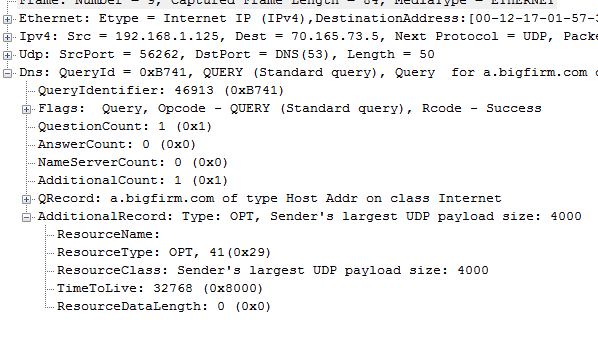 Frame: Number = 9, Captured Frame Length = 84, MediaType = ETHERNET
Ethernet: Etype = Internet IP (IPv4),DestinationAddress:[00-12-17-01-57-
Ipv4: Src = 192.168.1.125, Dest = 70.165.73.5, Next Protocol = UDP, Packe
Udp: SrcPort = 56262, DstPort = DNS(53), Length = 50
Dns: QueryId = 0xB741, QUERY (Standard query), Query  for a.bigfirm.com
QueryIdentifier: 46913 (0xB741)
Flags:  Query, Opcode - QUERY (Standard query), Rcode - Success
QuestionCount: 1 (0x1)
AnswerCount: 0 (0x0)
NameServerCount: 0 (0x0)
AdditionalCount: 1 (0x1)
QRecord: a.bigfirm.com of type Host Addr on class Internet
AdditionalRecord: Type: OPT, Sender's largest UDP payload size: 4000
ResourceName:
ResourceType: OPT, 41(0x29)
ResourceClass: Sender's largest UDP payload size: 4000
TimeToLive: 32768 (0x8000)
ResourceDataLength: 0 (0x0)